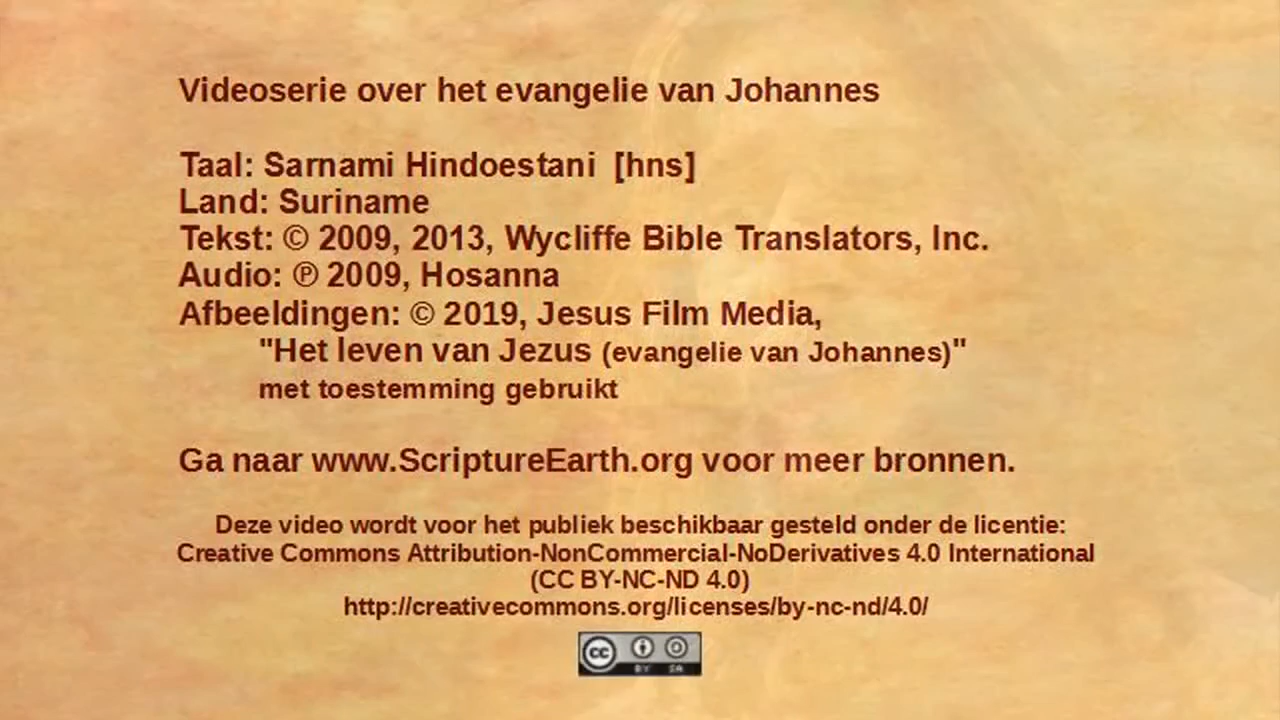 Videoserie over het evangelie van Johannes
Taal: Sarnami Hindoestani [hns]
Land: Suriname
Tekst: © 2009, 2013, Wycliffe Bible Translators, Inc.
Audio: ℗ 2009, Hosanna
Afbeeldingen: © 2019, Jesus Film Media,
"Het leven van Jezus (evangelie van Johannes)"
met toestemming gebruikt
Ga naar www.ScriptureEarth.org voor meer bronnen.
Deze video wordt voor het publiek beschikbaar gesteld onder de licentie:
Creative Commons Attribution-NonCommercial-NoDerivatives 4.0 International
(CC BY-NC-ND 4.0)
http://creativecommons.org/licenses/by-nc-nd/4.0/
cc BY SA